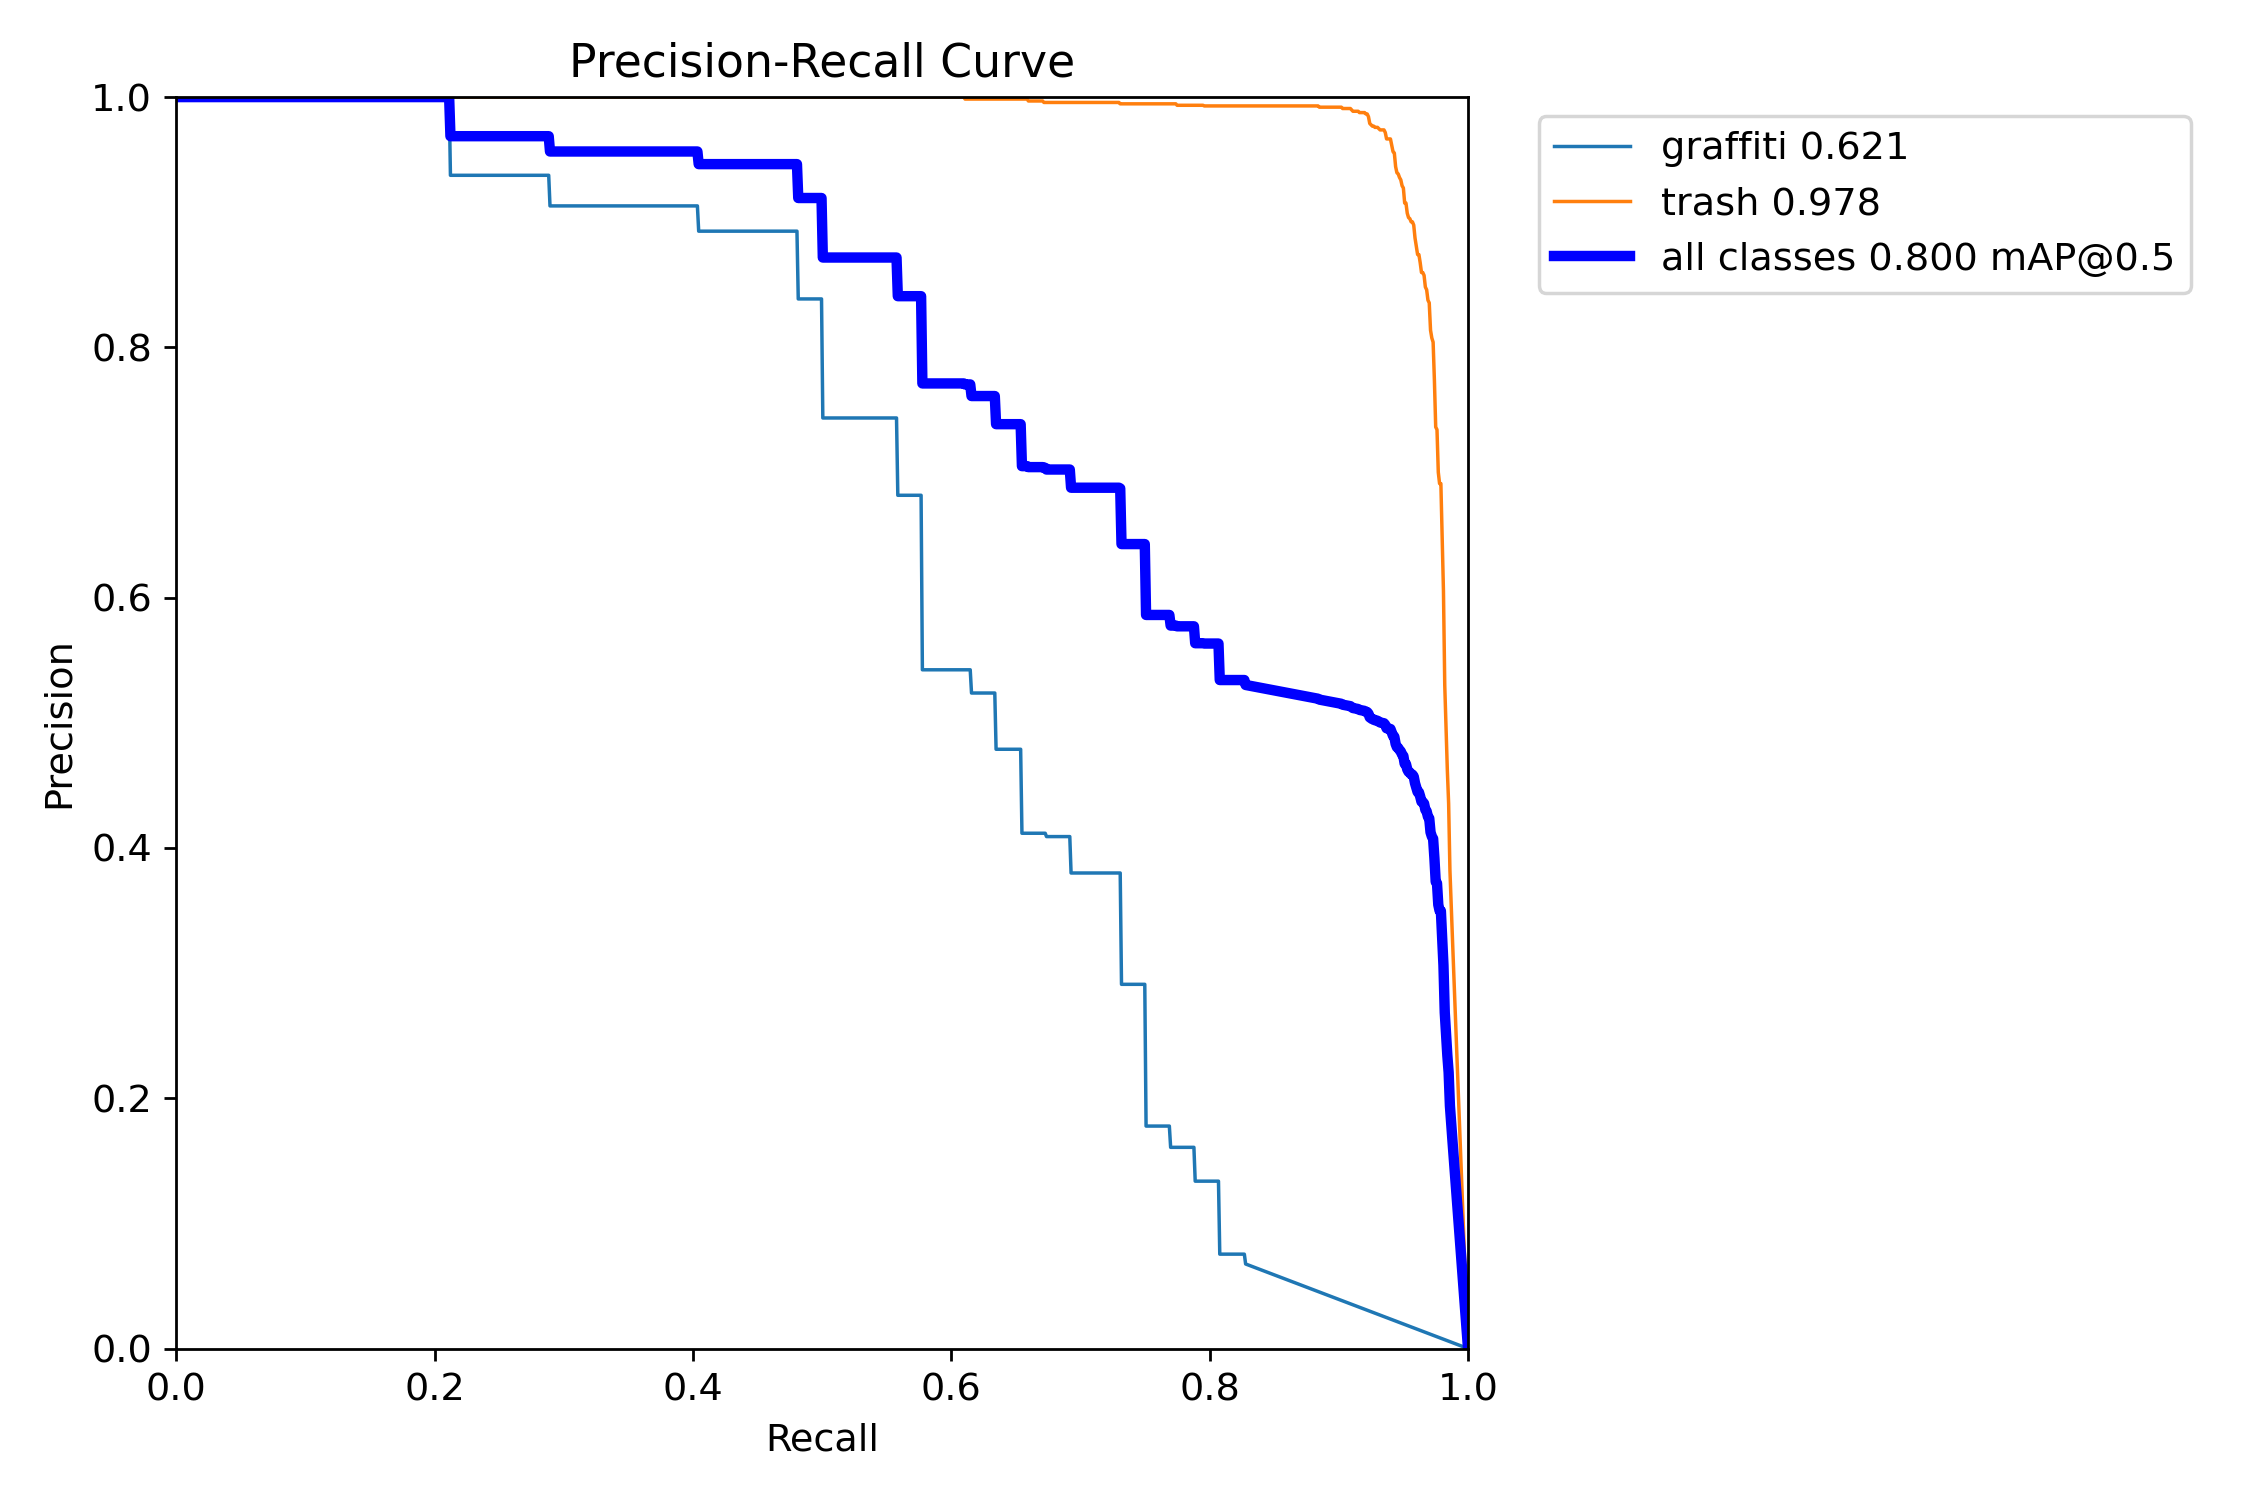 Precision-Recall Curve
1.0
0.8
0.6
0.4
0.2
0.0
Precision
0.0 0.2 0.4 0.6 0.8 1.0
Recall
graffiti 0.621
trash 0.978
all classes 0.800 mAP@0.5